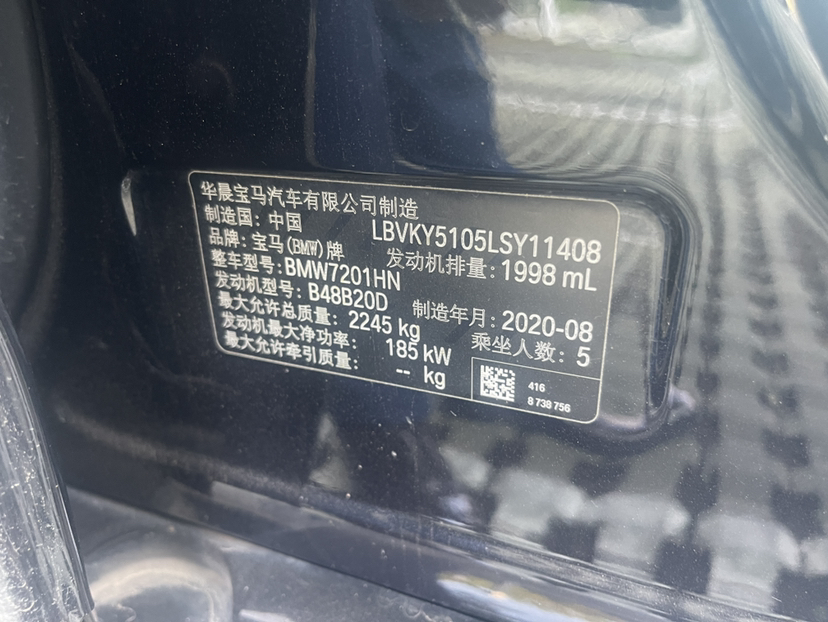 华晨宝马汽车有限公司制造
制造国: 中国 LBVKY5105LSY11408
品牌: 宝马(BMW)牌 发动机排量: 1998 mL
整车型号: BMW7201HN
发动机型号: B48B20D 制造年月: 2020-08
最大允许总质量: 2245 kg 乘坐人数: 5
发动机最大净功率: 185 kW
最大允许牵引质量: -- kg
416
8 738 756